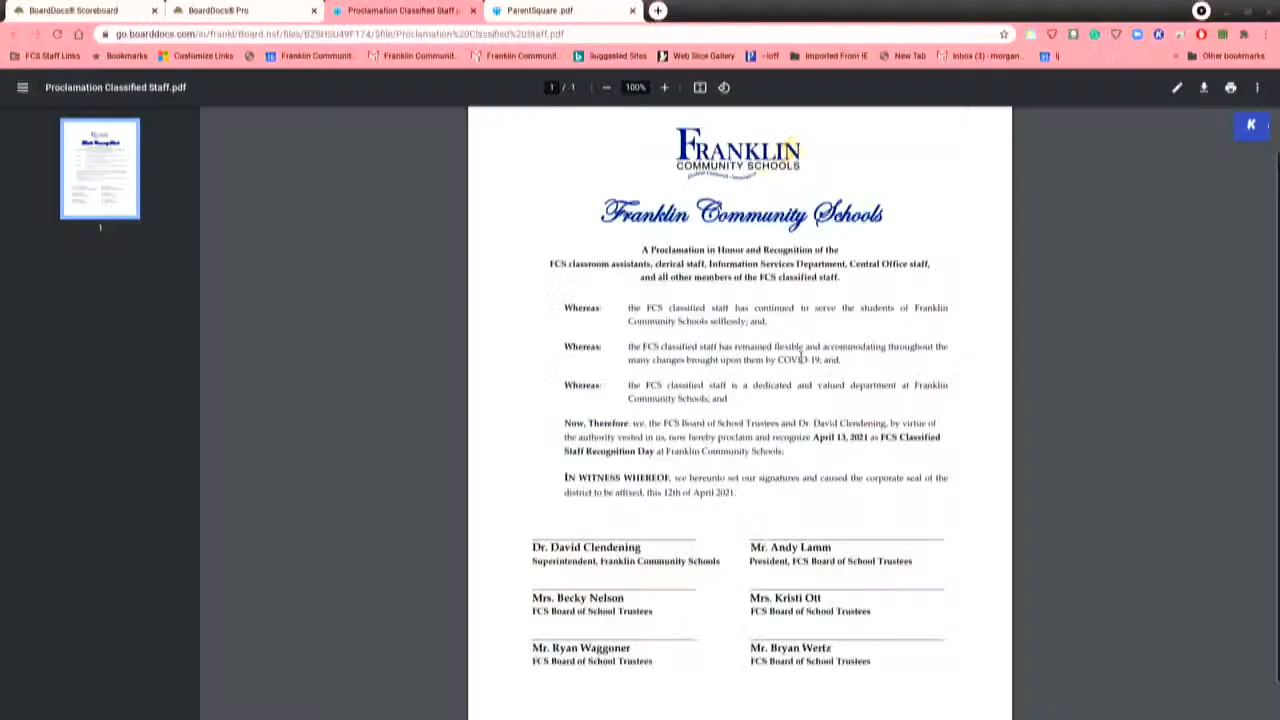 BoardDocs® Scoreboard
BoardDocs® Pro
Proclamation Classified Staff.p
ParentSquare.pdf
FCS Staff Links
Bookmarks
Customize Links
Franklin Communit...
Franklin Communit...
Franklin Communit...
Suggested Sites
Web Slice Gallery
Imported From IE
New Tab
Inbox (3) - morgan...
Other bookmarks
Proclamation Classified Staff.pdf
1 / 1
100%
K
1
FRANKLIN
COMMUNITY SCHOOLS
Franklin Community Schools
A Proclamation in Honor and Recognition of the
FCS classroom assistants, clerical staff, Information Services Department, Central Office staff,
and all other members of the FCS classified staff.
Whereas: the FCS classified staff has continued to serve the students of Franklin
Community Schools selflessly; and,
Whereas: the FCS classified staff has remained flexible and accommodating throughout the
many changes brought upon them by COVID-19; and,
Whereas: the FCS classified staff is a dedicated and valued department at Franklin
Community Schools; and
Now, Therefore: we, the FCS Board of School Trustees and Dr. David Clendening, by virtue of
the authority vested in us, now hereby proclaim and recognize April 13, 2021 as FCS Classified
Staff Recognition Day at Franklin Community Schools;
IN WITNESS WHEREOF, we hereunto set our signatures and caused the corporate seal of the
district to be affixed, this 12th of April 2021.
Dr. David Clendening
Superintendent, Franklin Community Schools
Mr. Andy Lamm
President, FCS Board of School Trustees
Mrs. Becky Nelson
FCS Board of School Trustees
Mrs. Kristi Ott
FCS Board of School Trustees
Mr. Ryan Waggoner
FCS Board of School Trustees
Mr. Bryan Wertz
FCS Board of School Trustees